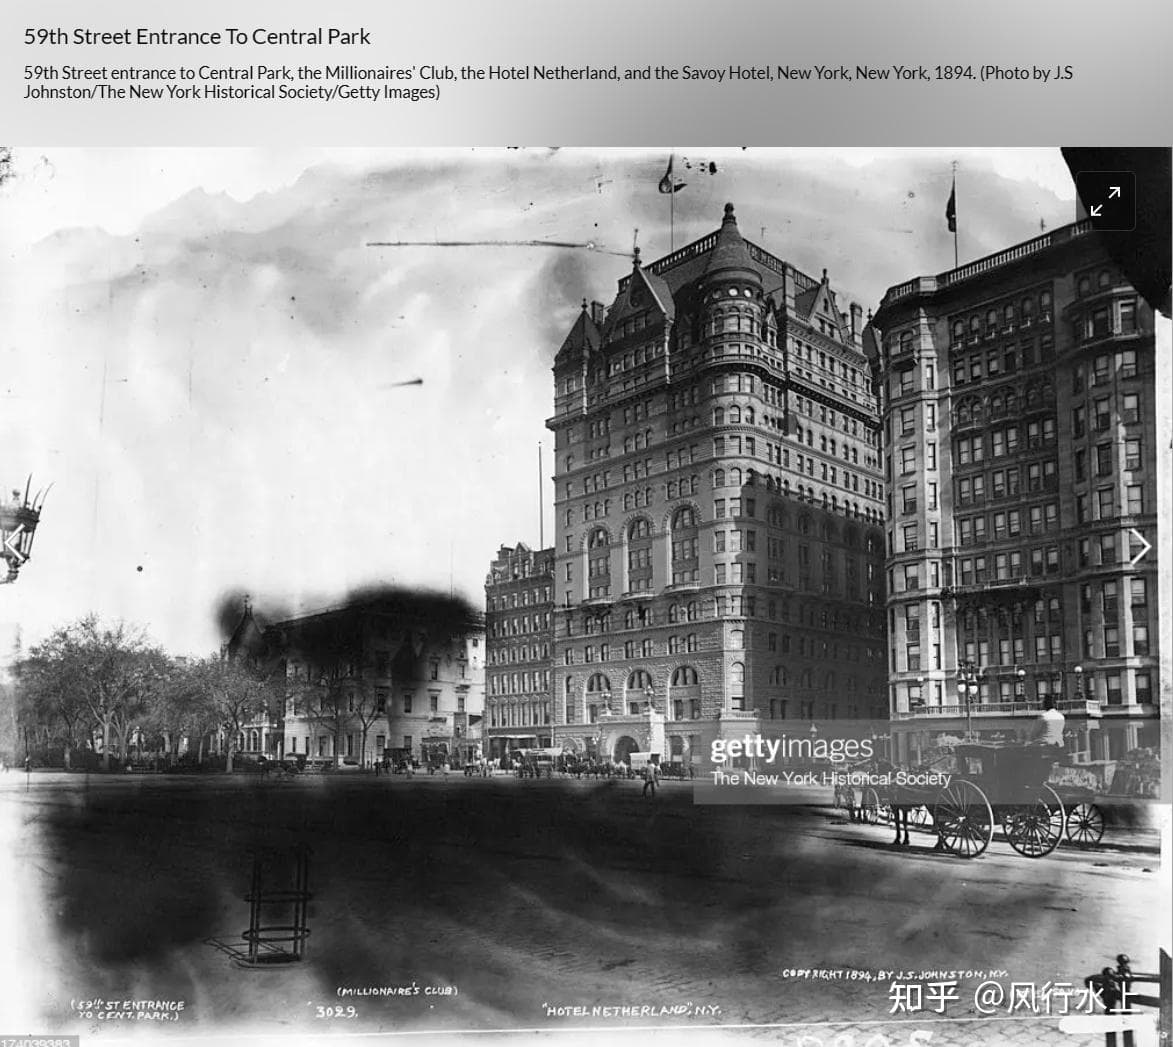 59th Street Entrance To Central Park
59th Street entrance to Central Park, the Millionaires' Club, the Hotel Netherland, and the Savoy Hotel, New York, New York, 1894. (Photo by J.S
Johnston/The New York Historical Society/Getty Images)
gettyimages
The New York Historical Society
COPYRIGHT 1894, BY J.S. JOHNSTON, N.Y.
(MILLIONAIRE'S CLUB)
知乎 @风行水上
(59TH ST ENTRANCE
TO CENT. PARK.)
3029.
"HOTEL NETHERLAND", N.Y.
174039383